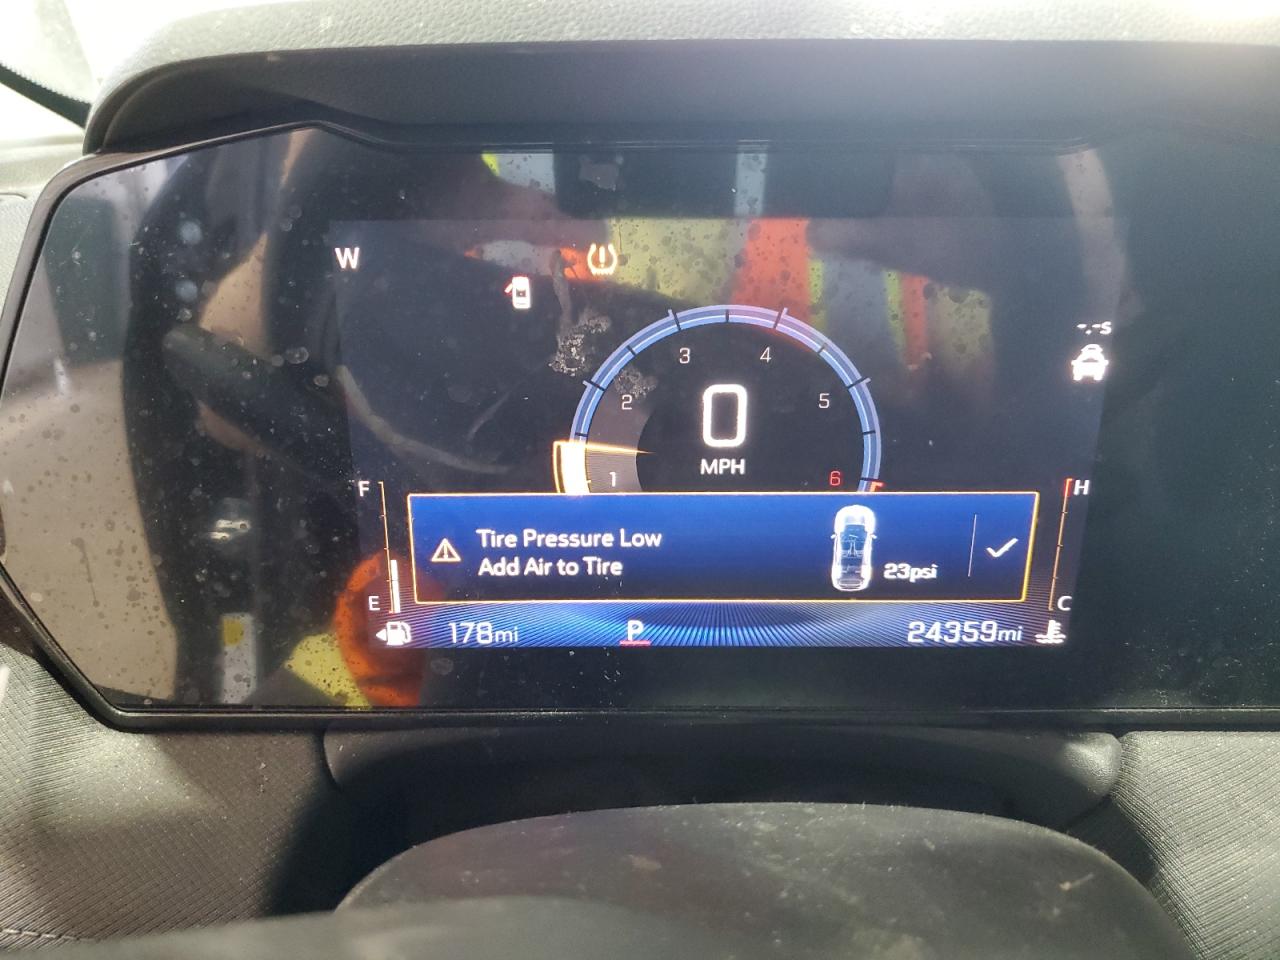 W
-.-s
3
4
2
5
0
MPH
1
6
F
H
Tire Pressure Low
Add Air to Tire
23psi
E
C
178mi
P
24359mi